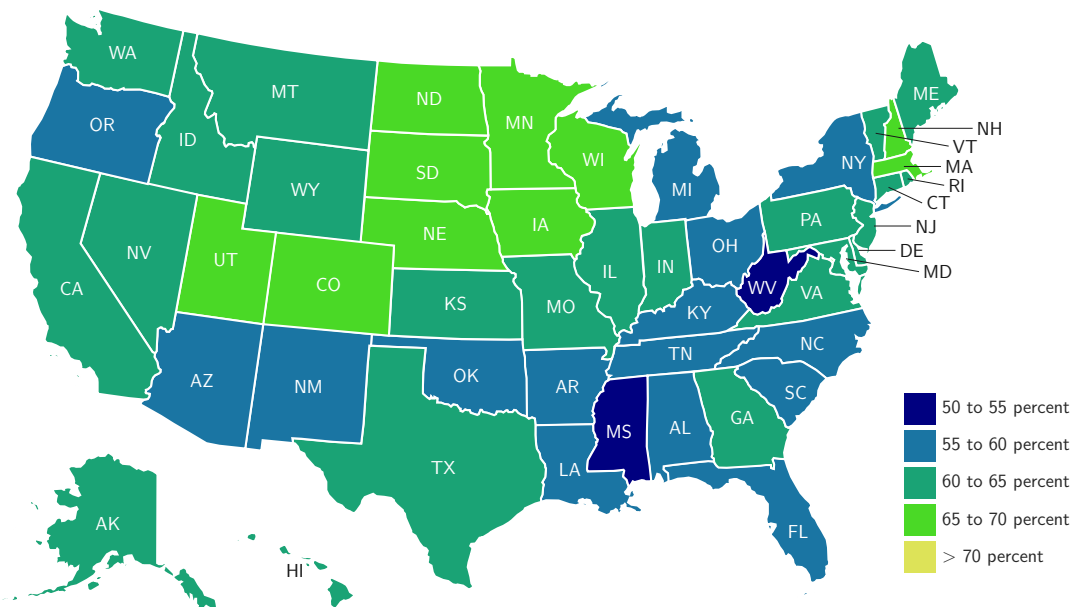 WA
MT
ND
MN
ME
OR
ID
NH
VT
WI
SD
NY
MA
WY
MI
RI
CT
PA
NE
IA
NJ
OH
NV
DE
UT
IL
IN
MD
CO
CA
WV
VA
KS
MO
KY
NC
TN
AZ
OK
NM
AR
SC
50 to 55 percent
GA
MS
AL
55 to 60 percent
TX
LA
60 to 65 percent
65 to 70 percent
AK
FL
> 70 percent
HI